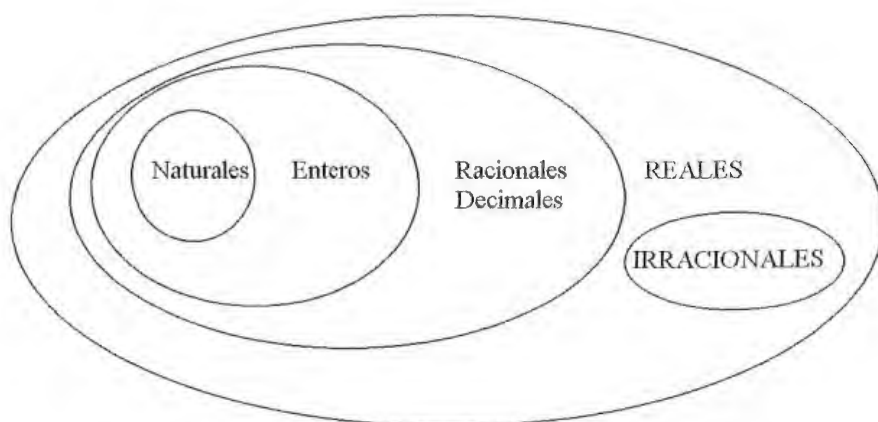 Naturales
Enteros
Racionales
Decimales
REALES
IRRACIONALES